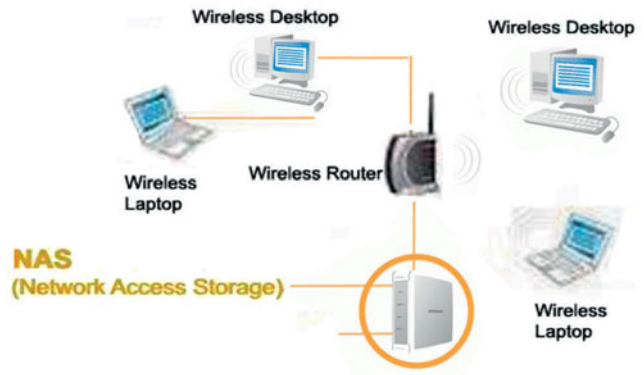 Wireless Desktop
Wireless Desktop
Wireless Router
Wireless
Laptop
NAS
(Network Access Storage)
Wireless
Laptop